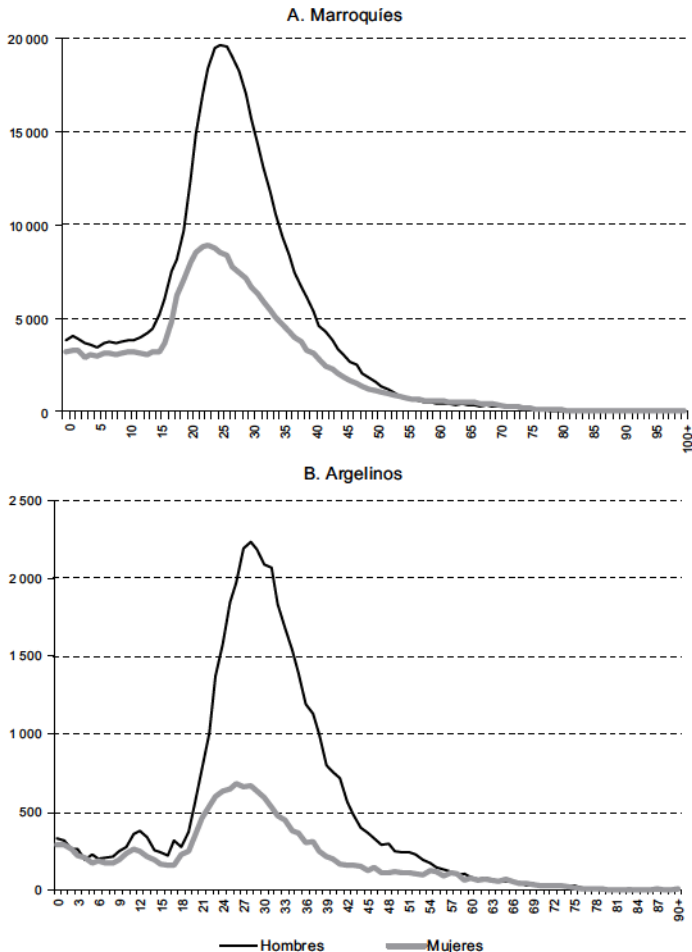 A. Marroquíes
20 000
15 000
10 000
5 000
0
0 5 10 15 20 25 30 35 40 45 50 55 60 65 70 75 80 85 90 95 100+
B. Argelinos
2 500
2 000
1 500
1 000
500
0
0 3 6 9 12 15 18 21 24 27 30 33 36 39 42 45 48 51 54 57 60 63 66 69 72 75 78 81 84 87 90+
Hombres Mujeres